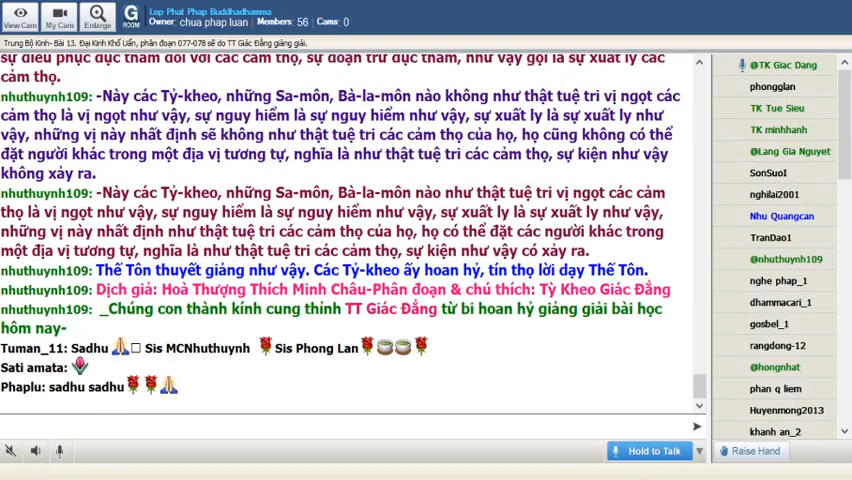 View Cam
My Cam
Enlarge
G
ROOM
Lop Phat Phap Buddhadhamma
Owner: chua phap luan Members: 56 Cams: 0
Trung Bộ Kinh- Bài 13. Đại Kinh Khổ Uẩn, phân đoạn 077-078 sẽ do TT Giác Đẳng giảng giải.
sự điều phục dục tham đối với các cảm thọ, sự đoạn trừ dục tham, như vậy gọi là sự xuất ly các
cảm thọ.
nhuthuynh109: -Này các Tỷ-kheo, những Sa-môn, Bà-la-môn nào không như thật tuệ tri vị ngọt các
cảm thọ là vị ngọt như vậy, sự nguy hiểm là sự nguy hiểm như vậy, sự xuất ly là sự xuất ly như
vậy, những vị này nhất định sẽ không như thật tuệ tri các cảm thọ của họ, họ cũng không có thể
đặt người khác trong một địa vị tương tự, nghĩa là như thật tuệ tri các cảm thọ, sự kiện như vậy
không xảy ra.
nhuthuynh109: -Này các Tỷ-kheo, những Sa-môn, Bà-la-môn nào như thật tuệ tri vị ngọt các cảm
thọ là vị ngọt như vậy, sự nguy hiểm là sự nguy hiểm như vậy, sự xuất ly là sự xuất ly như vậy,
những vị này nhất định như thật tuệ tri các cảm thọ của họ, họ có thể đặt các người khác trong
một địa vị tương tự, nghĩa là như thật tuệ tri các cảm thọ, sự kiện như vậy có xảy ra.
nhuthuynh109: Thế Tôn thuyết giảng như vậy. Các Tỷ-kheo ấy hoan hỷ, tín thọ lời dạy Thế Tôn.
nhuthuynh109: Dịch giả: Hoà Thượng Thích Minh Châu-Phân đoạn & chú thích: Tỳ Kheo Giác Đẳng
nhuthuynh109: _Chúng con thành kính cung thỉnh TT Giác Đẳng từ bi hoan hỷ giảng giải bài học
hôm nay-
Tuman_11: Sadhu 🙏□ Sis MCNhuthuynh 🌹Sis Phong Lan🌹🍵🍵🌹
Sati amata: 🌷
Phaplu: sadhu sadhu🌹🌹🙏
Hold to Talk
@TK Giac Dang
phongglan
TK Tue Sieu
TK minhhanh
@Lang Gia Nguyet
SonSuoI
nghilai2001
Nhu Quangcan
TranDao1
@nhuthuynh109
nghe phap_1
dhammacari_1
gosbel_1
rangdong-12
@hongnhat
phan q liem
Huyenmong2013
khanh an_2
Raise Hand